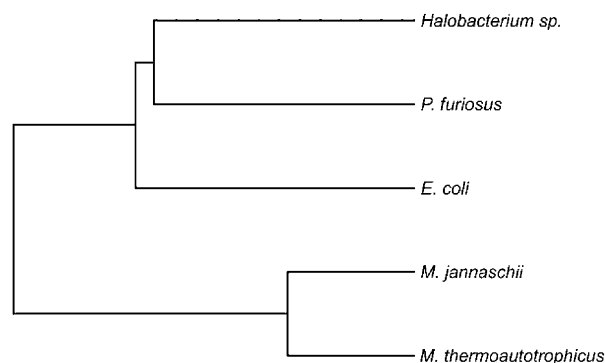 Halobacterium sp.
P. furiosus
E. coli
M. jannaschii
M. thermoautotrophicus